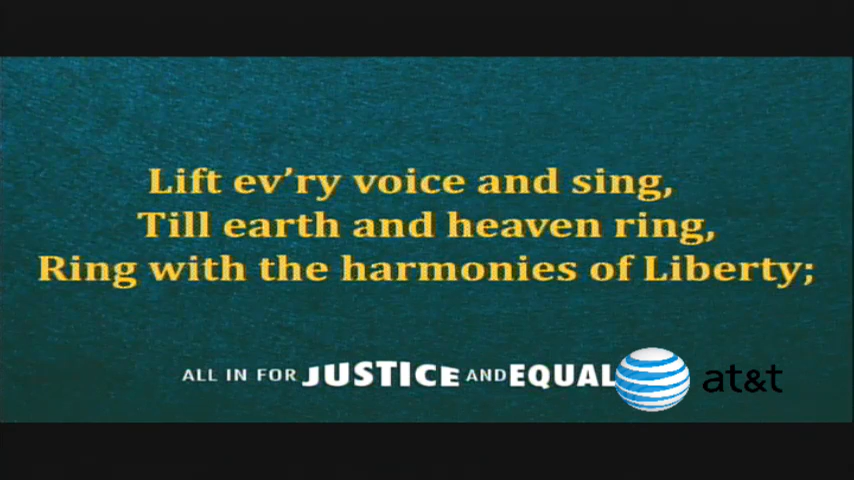 Lift ev’ry voice and sing,
Till earth and heaven ring,
Ring with the harmonies of Liberty;
ALL IN FOR JUSTICE AND EQUAL
at&t